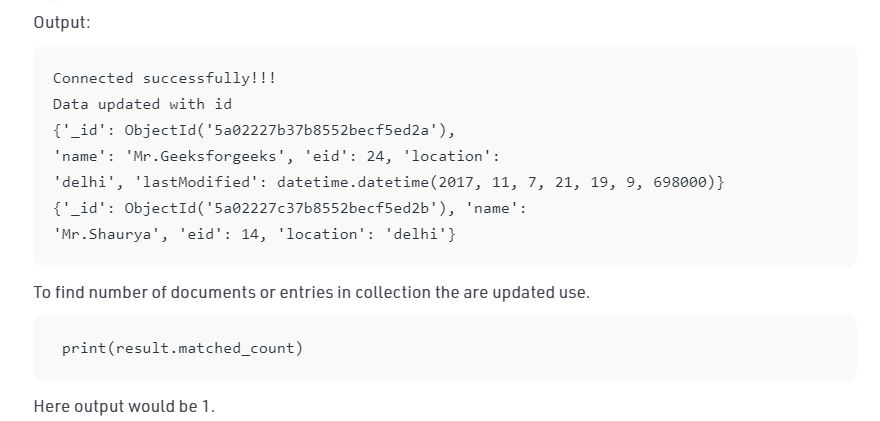 Output:
Connected successfully!!!
Data updated with id
{'_id': ObjectId('5a02227b37b8552becf5ed2a'),
'name': 'Mr.Geeksforgeeks', 'eid': 24, 'location':
'delhi', 'lastModified': datetime.datetime(2017, 11, 7, 21, 19, 9, 698000)}
{'_id': ObjectId('5a02227c37b8552becf5ed2b'), 'name':
'Mr.Shaurya', 'eid': 14, 'location': 'delhi'}
To find number of documents or entries in collection the are updated use.
print(result.matched_count)
Here output would be 1.